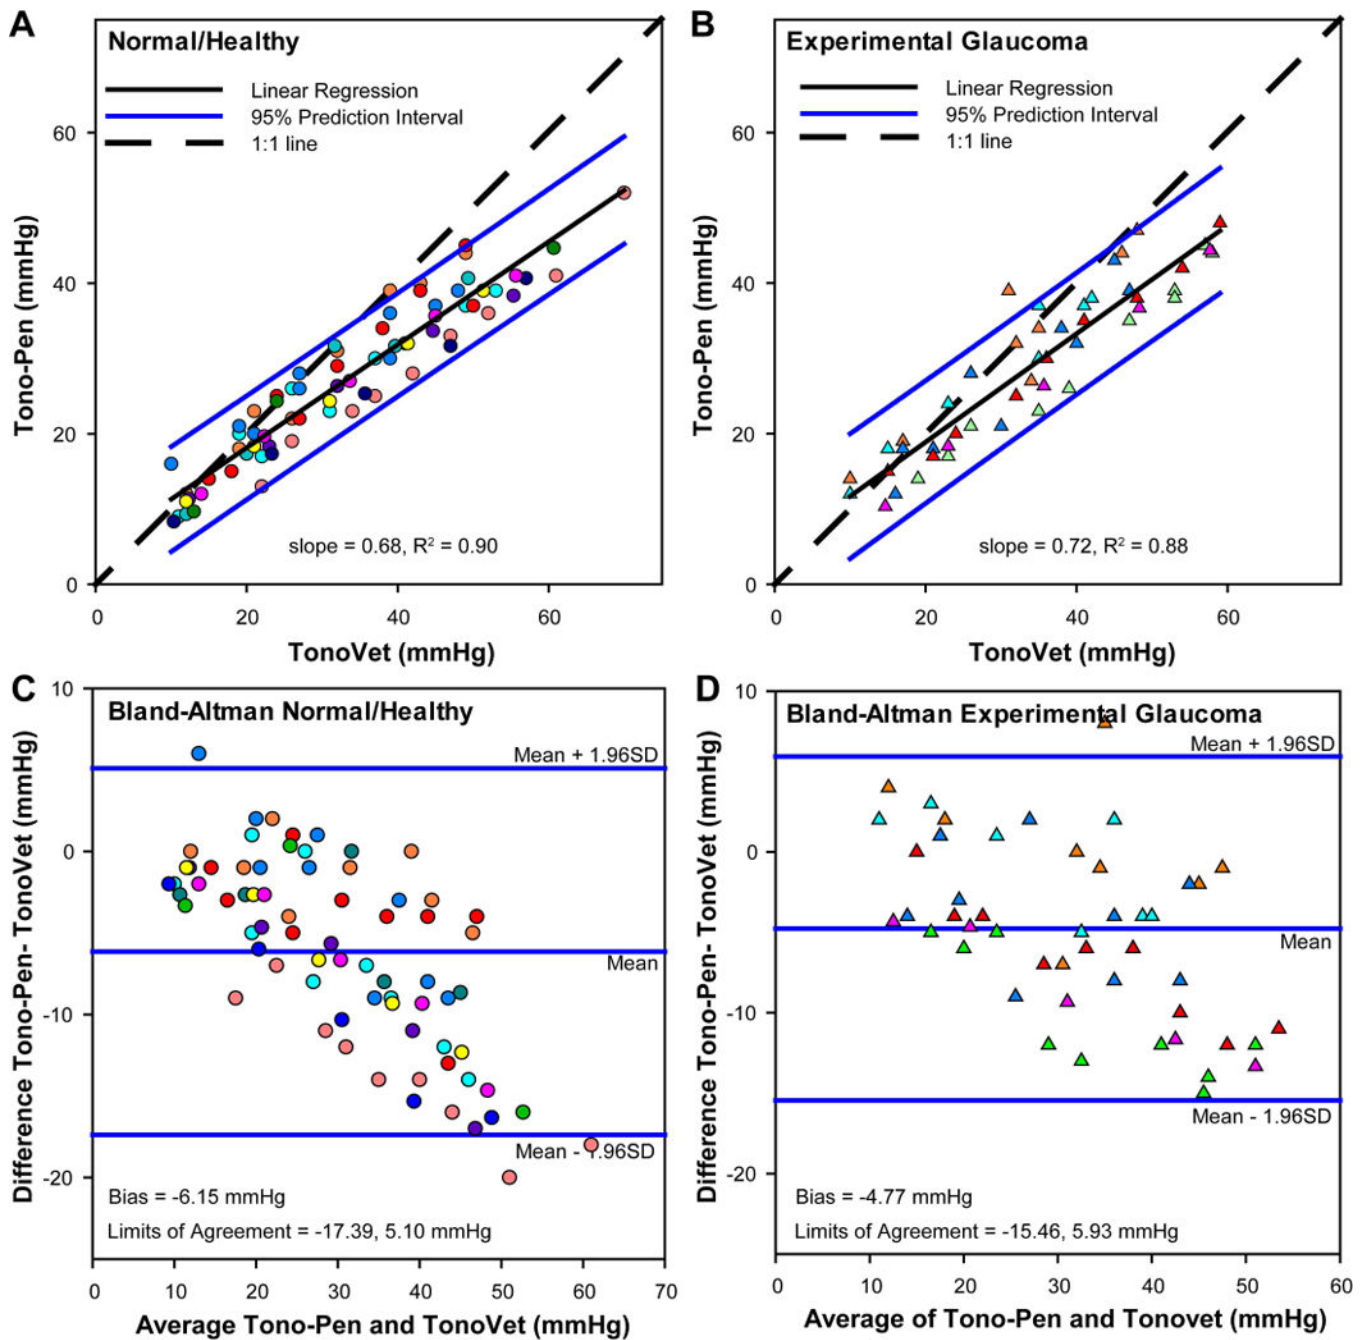 A
Normal/Healthy
Linear Regression
95% Prediction Interval
1:1 line
60
40
20
0
Tono-Pen (mmHg)
slope = 0.68, R² = 0.90
0 20 40 60
TonoVet (mmHg)
B
Experimental Glaucoma
Linear Regression
95% Prediction Interval
1:1 line
60
40
20
0
Tono-Pen (mmHg)
slope = 0.72, R² = 0.88
0 20 40 60
TonoVet (mmHg)
C
Bland-Altman Normal/Healthy
10
0
-10
-20
Difference Tono-Pen- TonoVet (mmHg)
Mean + 1.96SD
Mean
Mean - 1.96SD
Bias = -6.15 mmHg
Limits of Agreement = -17.39, 5.10 mmHg
0 10 20 30 40 50 60 70
Average Tono-Pen and TonoVet (mmHg)
D
Bland-Altman Experimental Glaucoma
10
0
-10
-20
Difference Tono-Pen- TonoVet (mmHg)
Mean + 1.96SD
Mean
Mean - 1.96SD
Bias = -4.77 mmHg
Limits of Agreement = -15.46, 5.93 mmHg
0 10 20 30 40 50 60
Average of Tono-Pen and Tonovet (mmHg)